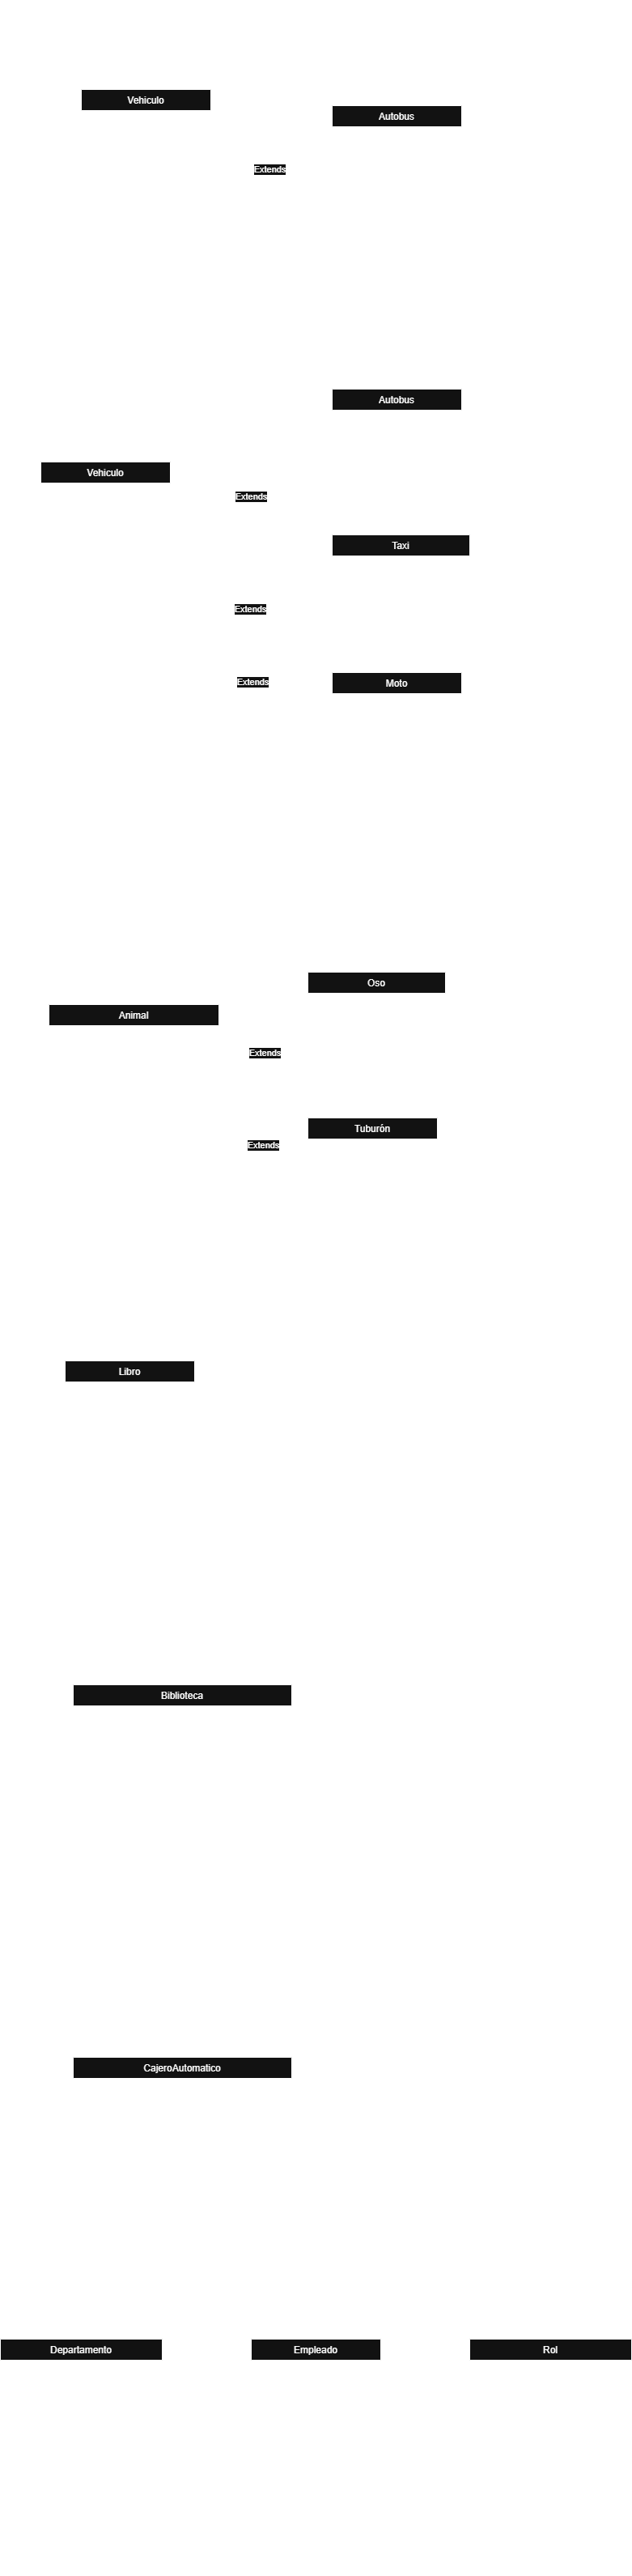 Vehiculo
Autobus
Extends
Autobus
Vehiculo
Extends
Taxi
Extends
Extends
Moto
Oso
Animal
Extends
Tuburón
Extends
Libro
Biblioteca
CajeroAutomatico
Departamento
Empleado
Rol